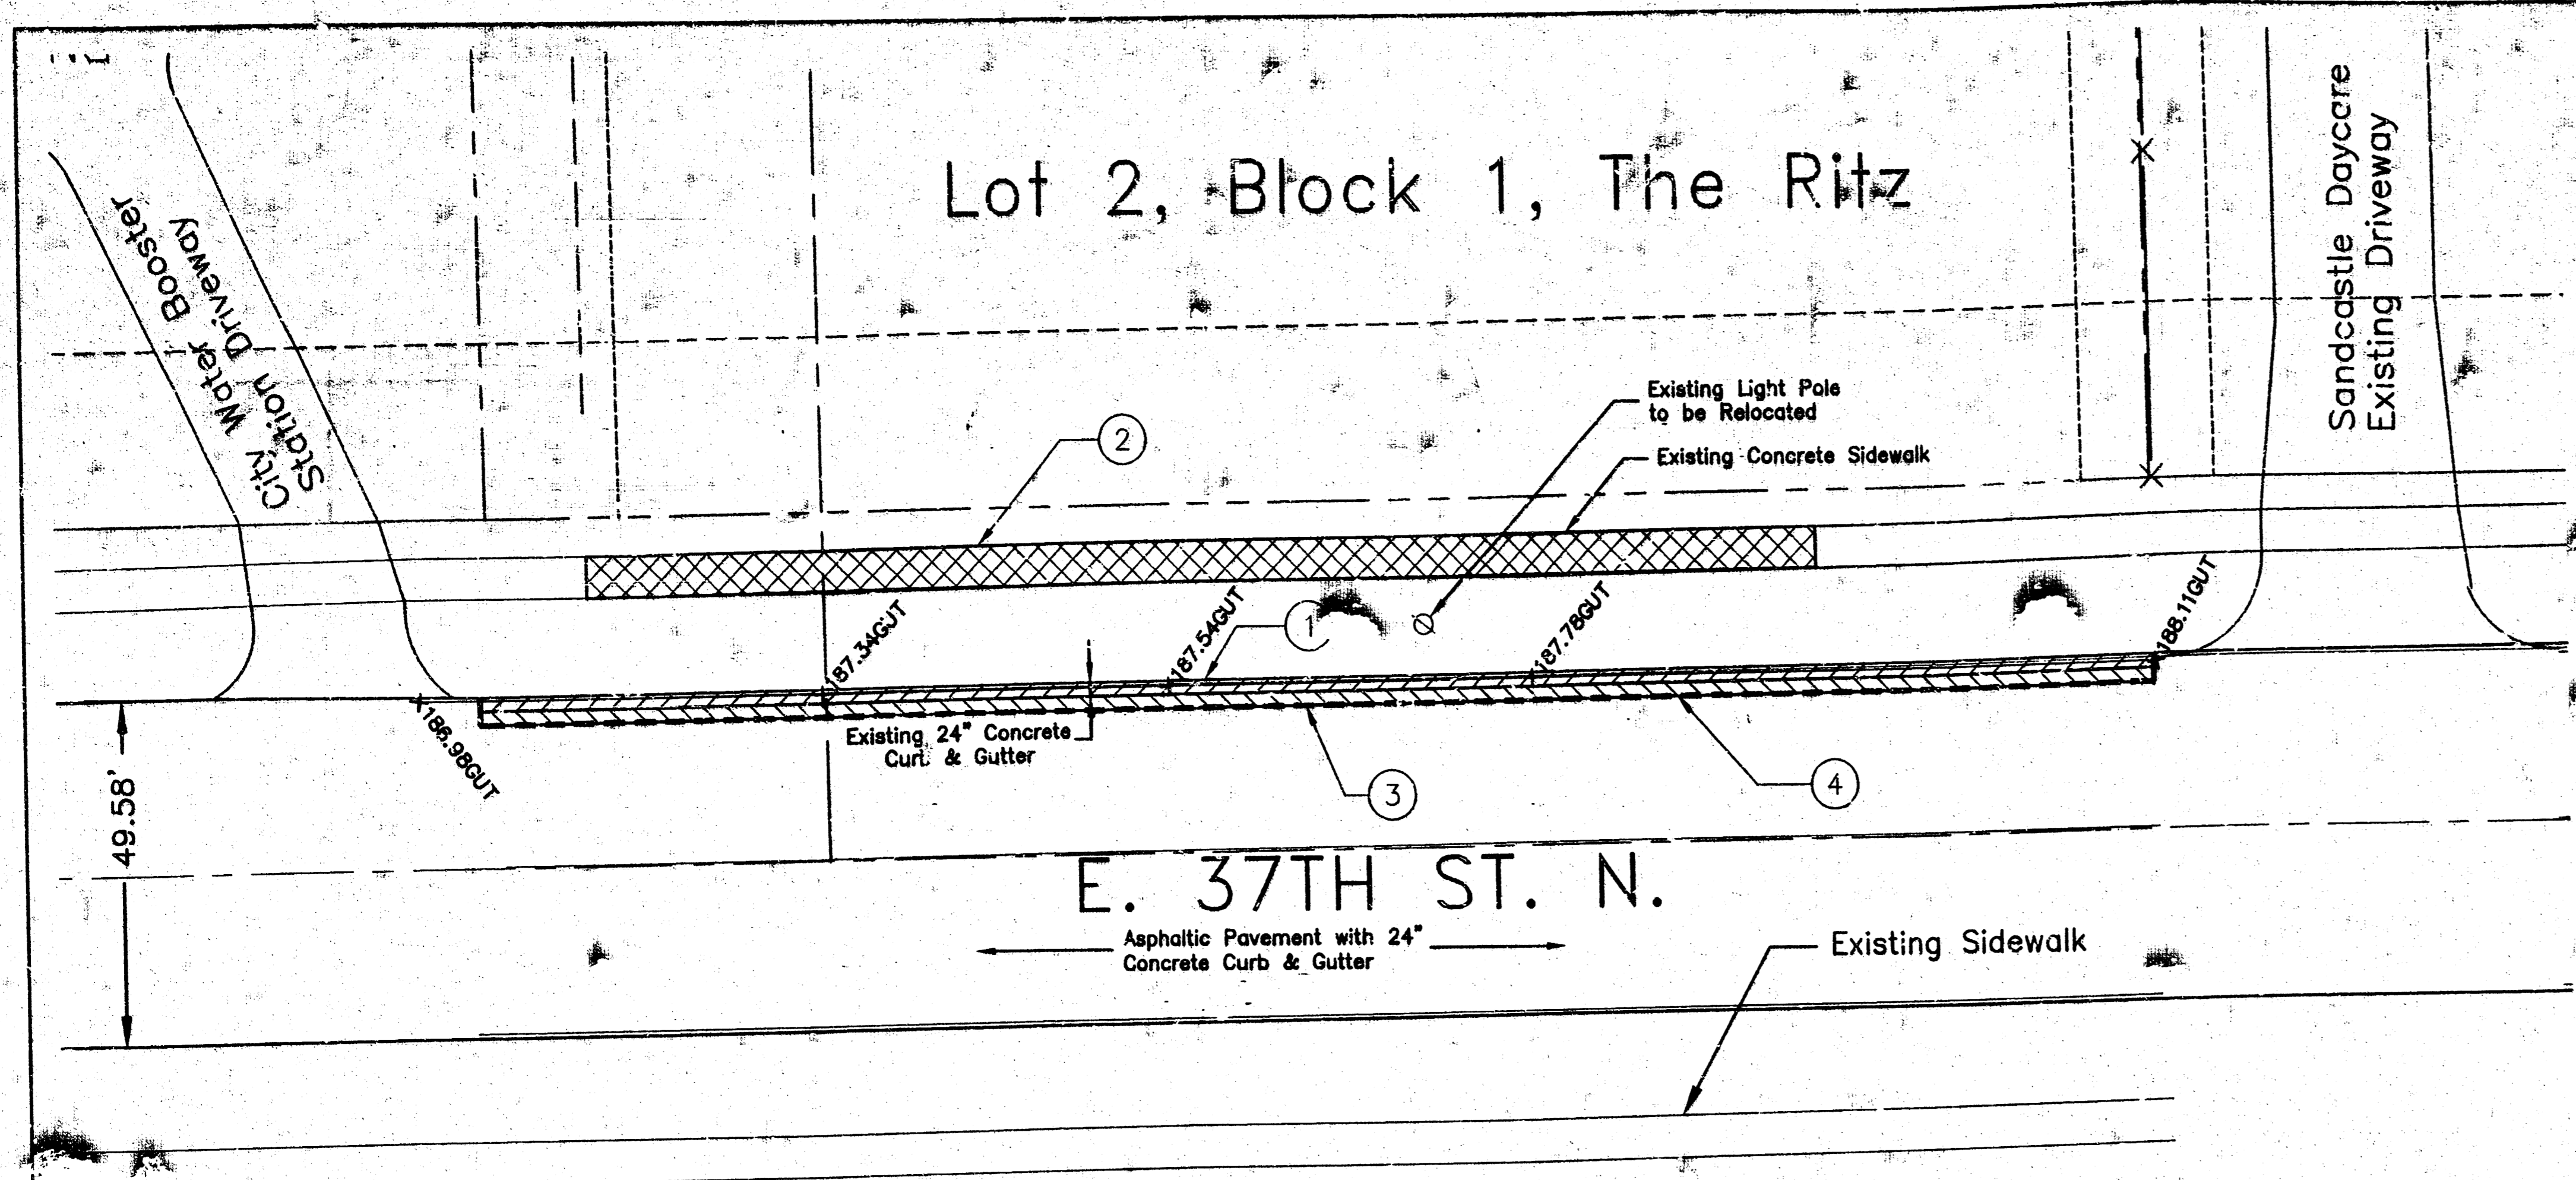 Lot 2, Block 1, The Ritz
City Water Booster
Station Driveway
Sandcastle Daycare
Existing Driveway
Existing Light Pole
to be Relocated
Existing Concrete Sidewalk
2
1
187.34GUT
187.54GUT
187.78GUT
188.11GUT
186.98GUT
Existing 24" Concrete
Curb & Gutter
3
4
49.58'
E. 37TH ST. N.
Asphaltic Pavement with 24"
Concrete Curb & Gutter
Existing Sidewalk